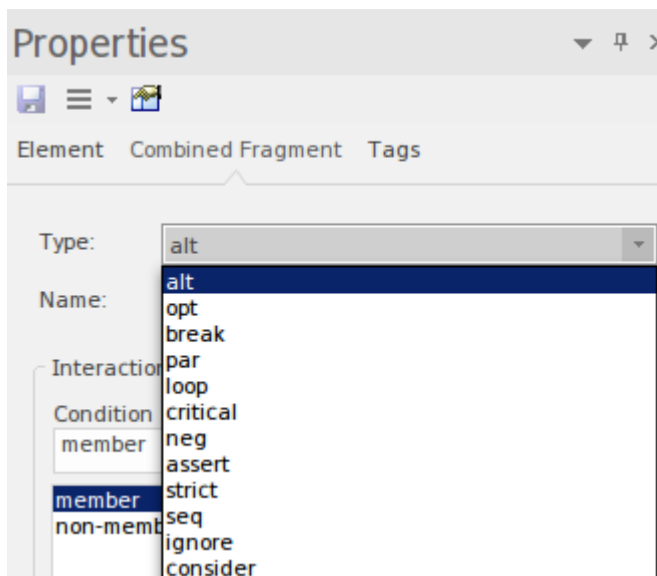 Properties
Element Combined Fragment Tags
Type: alt
alt
Name:
opt
break
par
Interaction
loop
Condition
critical
member
neg
assert
member
strict
non-memb
seq
ignore
consider